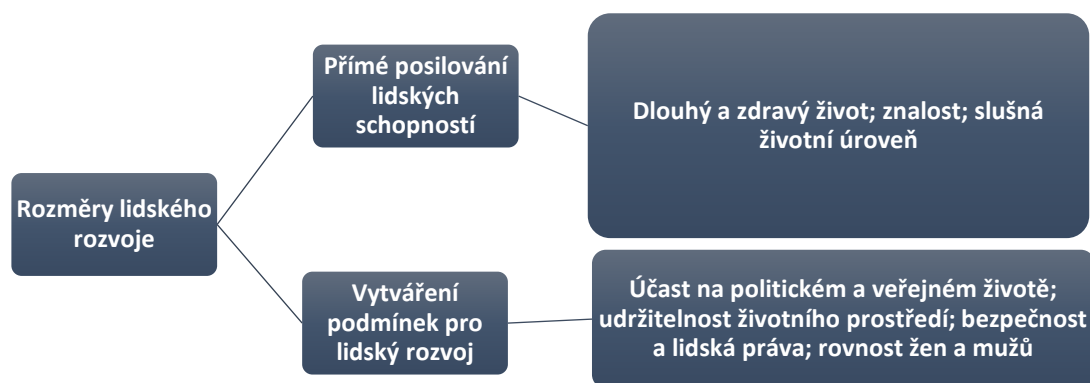 Rozměry lidského
rozvoje
Přímé posilování
lidských
schopností
Dlouhý a zdravý život; znalost; slušná
životní úroveň
Vytváření
podmínek pro
lidský rozvoj
Účast na politickém a veřejném životě;
udržitelnost životního prostředí; bezpečnost
a lidská práva; rovnost žen a mužů